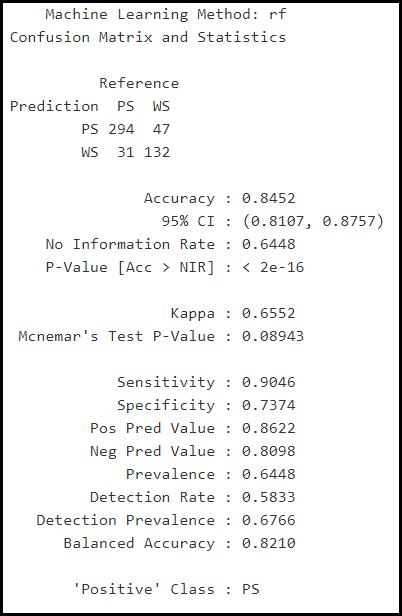 Machine Learning Method: rf
Confusion Matrix and Statistics
Reference
Prediction PS WS
PS 294 47
WS 31 132
Accuracy : 0.8452
95% CI : (0.8107, 0.8757)
No Information Rate : 0.6448
P-Value [Acc > NIR] : < 2e-16
Kappa : 0.6552
Mcnemar's Test P-Value : 0.08943
Sensitivity : 0.9046
Specificity : 0.7374
Pos Pred Value : 0.8622
Neg Pred Value : 0.8098
Prevalence : 0.6448
Detection Rate : 0.5833
Detection Prevalence : 0.6766
Balanced Accuracy : 0.8210
'Positive' Class : PS